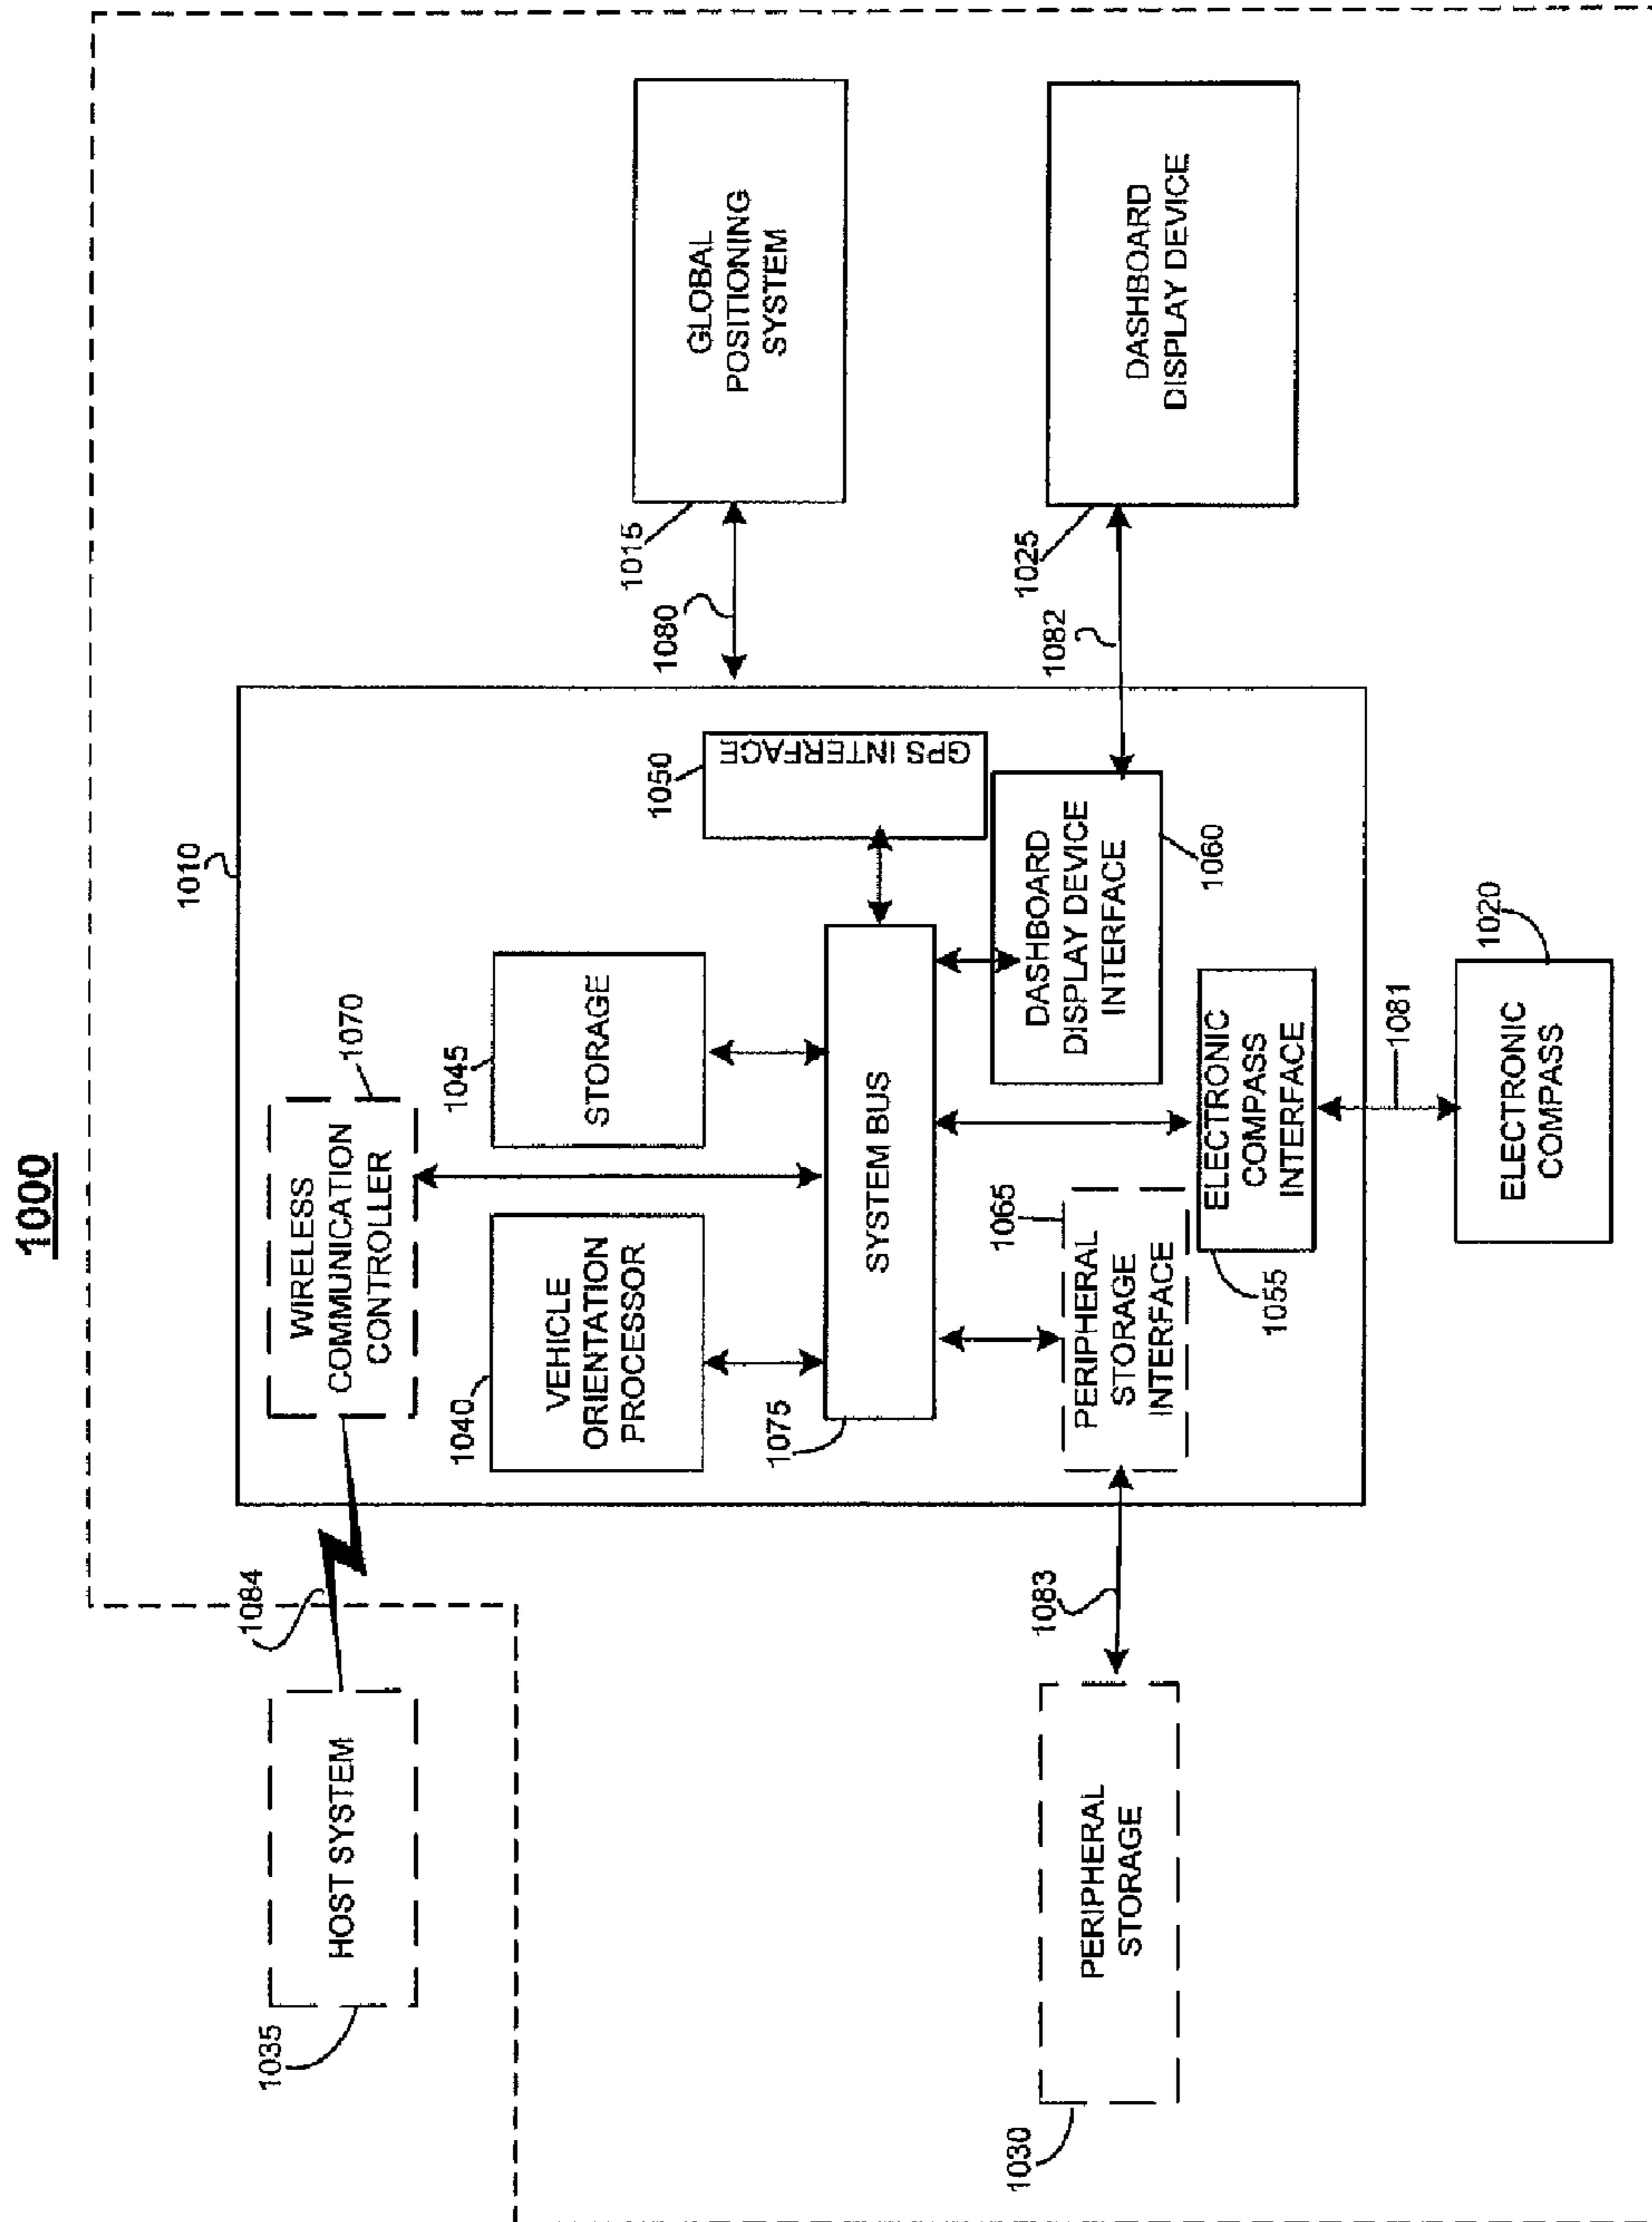 1000
1010
1035
HOST SYSTEM
1084
WIRELESS
COMMUNICATION
CONTROLLER
1070
1040
VEHICLE
ORIENTATION
PROCESSOR
1045
STORAGE
1050
GPS INTERFACE
1080
1015
GLOBAL
POSITIONING
SYSTEM
1075
SYSTEM BUS
DASHBOARD
DISPLAY DEVICE
INTERFACE
1060
1082
1025
DASHBOARD
DISPLAY DEVICE
1030
PERIPHERAL
STORAGE
1083
PERIPHERAL
STORAGE
INTERFACE
1065
1055
ELECTRONIC
COMPASS
INTERFACE
1081
ELECTRONIC
COMPASS
1020